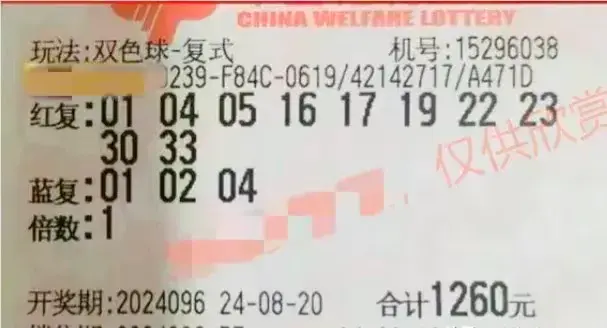 CHINA WELFARE LOTTERY
玩法:双色球-复式 机号:15296038
0239-F84C-0619/42142717/A471D
红复:01 04 05 16 17 19 22 23
30 33
蓝复:01 02 04
倍数:1
仅供欣赏
开奖期:2024096 24-08-20 合计1260元